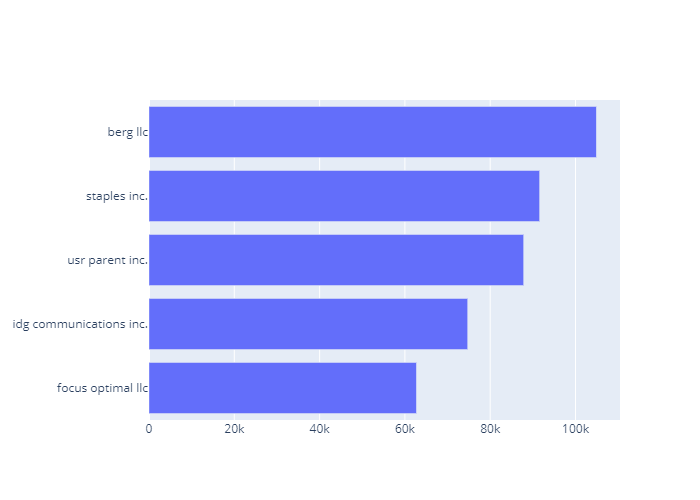 berg llc
staples inc.
usr parent inc.
idg communications inc.
focus optimal llc
0 20k 40k 60k 80k 100k